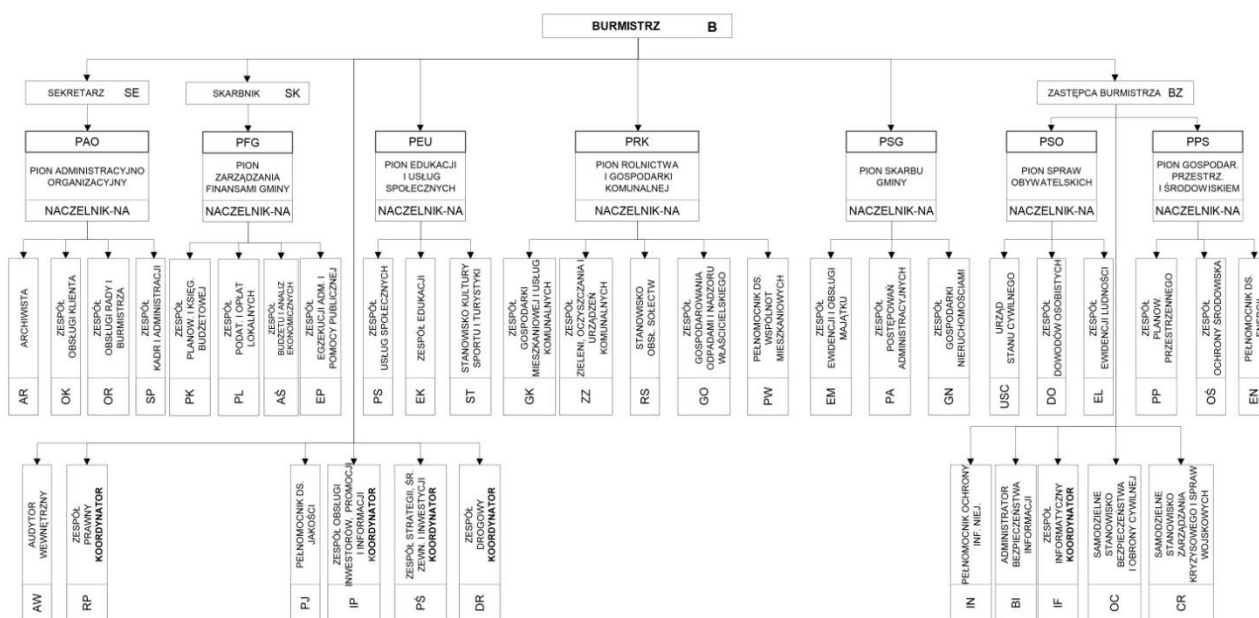 BURMISTRZ B
SEKRETARZ SE
SKARBNIK SK
ZASTĘPCA BURMISTRZA BZ
PAO
PION ADMINISTRACYJNO
ORGANIZACYJNY
NACZELNIK-NA
PFG
PION
ZARZĄDZANIA
FINANSAMI GMINY
NACZELNIK-NA
PEU
PION EDUKACJI
I USŁUG
SPOŁECZNYCH
NACZELNIK-NA
PRK
PION ROLNICTWA
I GOSPODARKI
KOMUNALNEJ
NACZELNIK-NA
PSG
PION SKARBU
GMINY
NACZELNIK-NA
PSO
PION SPRAW
OBYWATELSKICH
NACZELNIK-NA
PPS
PION GOSPODAR.
PRZESTRZ.
I ŚRODOWISKIEM
NACZELNIK-NA
ARCHIWISTA
AR
ZESPÓŁ
OBSŁUGI KLIENTA
OK
ZESPÓŁ
OBSŁUGI RADY I
BURMISTRZA
OR
ZESPÓŁ
KADR I ADMINISTRACJI
SP
ZESPÓŁ
PLANOW. I KSIĘG.
BUDŻETOWEJ
PK
ZESPÓŁ
PODAT. I OPŁAT
LOKALNYCH
PL
ZESPÓŁ
BUDŻETU I ANALIZ
EKONOMICZNYCH
AŚ
ZESPÓŁ
EGZEKUCJI ADM. I
POMOCY PUBLICZNEJ
EP
ZESPÓŁ
USŁUG SPOŁECZNYCH
PS
ZESPÓŁ EDUKACJI
EK
STANOWISKO KULTURY
SPORTU I TURYSTYKI
ST
ZESPÓŁ
GOSPODARKI
MIESZKANIOWEJ I USŁUG
KOMUNALNYCH
GK
ZESPÓŁ
ZIELENI, OCZYSZCZANIA I
URZĄDZEŃ
KOMUNALNYCH
ZZ
STANOWISKO
OBSŁ. SOŁECTW
RS
ZESPÓŁ
GOSPODAROWANIA
ODPADAMI I NADZORU
WŁAŚCICIELSKIEGO
GO
PEŁNOMOCNIK DS.
WSPÓLNOT
MIESZKANIOWYCH
PW
ZESPÓŁ
EWIDENCJI I OBSŁUGI
MAJĄTKU
EM
ZESPÓŁ
POSTĘPOWAŃ
ADMINISTRACYJNYCH
PA
ZESPÓŁ
GOSPODARKI
NIERUCHOMOŚCIAMI
GN
URZĄD
STANU CYWILNEGO
USC
ZESPÓŁ
DOWODÓW OSOBISTYCH
DO
ZESPÓŁ
EWIDENCJI LUDNOŚCI
EL
ZESPÓŁ
PLANOW.
PRZESTRZENNEGO
PP
ZESPÓŁ
OCHRONY ŚRODOWISKA
OŚ
PEŁNOMOCNIK DS.
EN
AUDYTOR
WEWNĘTRZNY
AW
ZESPÓŁ
PRAWNY
KOORDYNATOR
RP
PEŁNOMOCNIK DS.
JAKOŚCI
PJ
ZESPÓŁ OBSŁUGI
INWESTORÓW. PROMOCJI
I INFORMACJI
KOORDYNATOR
IP
ZESPÓŁ STRATEGII, ŚR.
ZEWN. I INWESTYCJI
KOORDYNATOR
PŚ
ZESPÓŁ
DROGOWY
KOORDYNATOR
DR
PEŁNOMOCNIK OCHRONY
INF. NIEJ.
IN
ADMINISTRATOR
BEZPIECZEŃSTWA
INFORMACJI
BI
ZESPÓŁ
INFORMATYCZNY
KOORDYNATOR
IF
SAMODZIELNE
STANOWISKO
BEZPIECZEŃSTWA
I OBRONY CYWILNEJ
OC
SAMODZIELNE
STANOWISKO
ZARZĄDZANIA
KRYZYSOWEGO I SPRAW
WOJSKOWYCH
CR